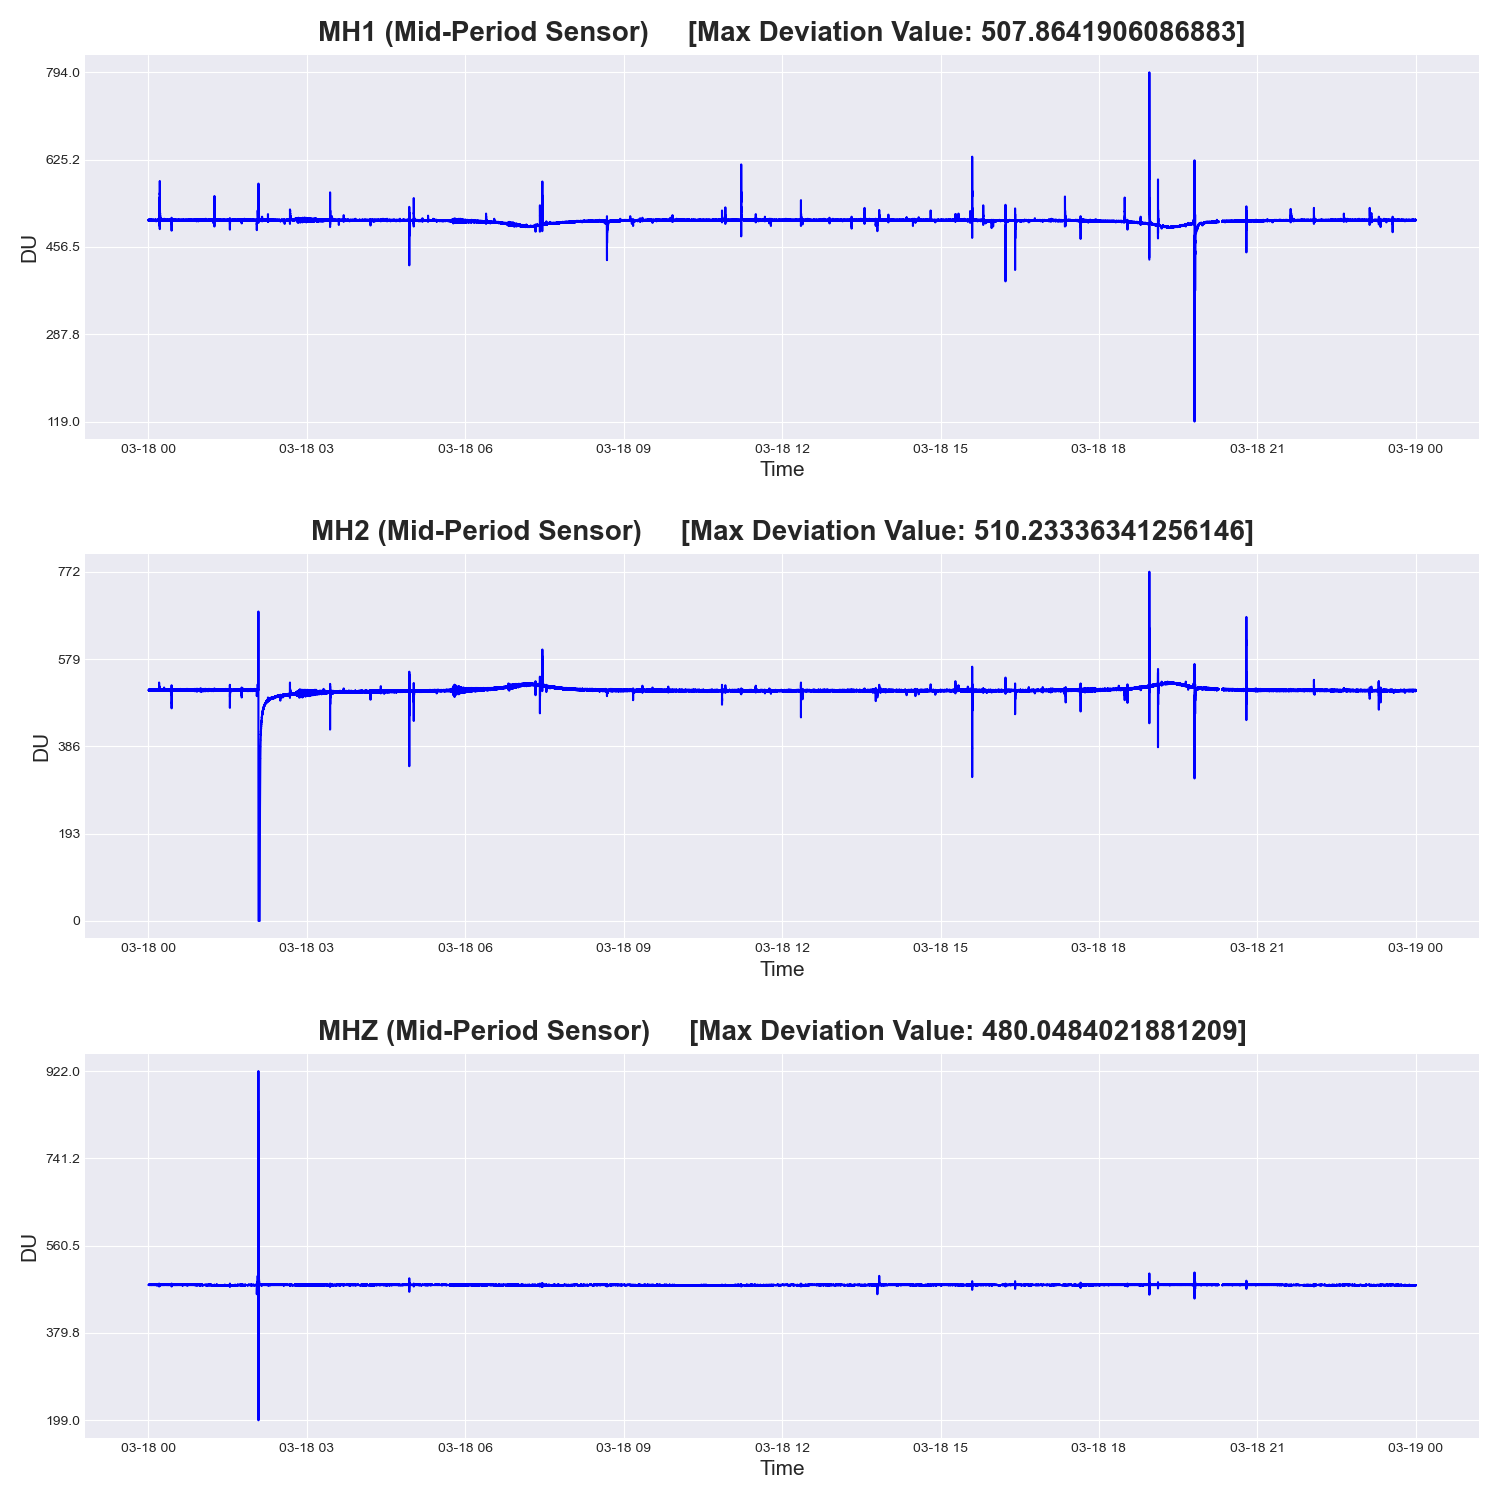 MH1 (Mid-Period Sensor) [Max Deviation Value: 507.8641906086883]
794.0
625.2
456.5
287.8
119.0
DU
03-18 00 03-18 03 03-18 06 03-18 09 03-18 12 03-18 15 03-18 18 03-18 21 03-19 00
Time
MH2 (Mid-Period Sensor) [Max Deviation Value: 510.23336341256146]
772
579
386
193
0
DU
03-18 00 03-18 03 03-18 06 03-18 09 03-18 12 03-18 15 03-18 18 03-18 21 03-19 00
Time
MHZ (Mid-Period Sensor) [Max Deviation Value: 480.0484021881209]
922.0
741.2
560.5
379.8
199.0
DU
03-18 00 03-18 03 03-18 06 03-18 09 03-18 12 03-18 15 03-18 18 03-18 21 03-19 00
Time